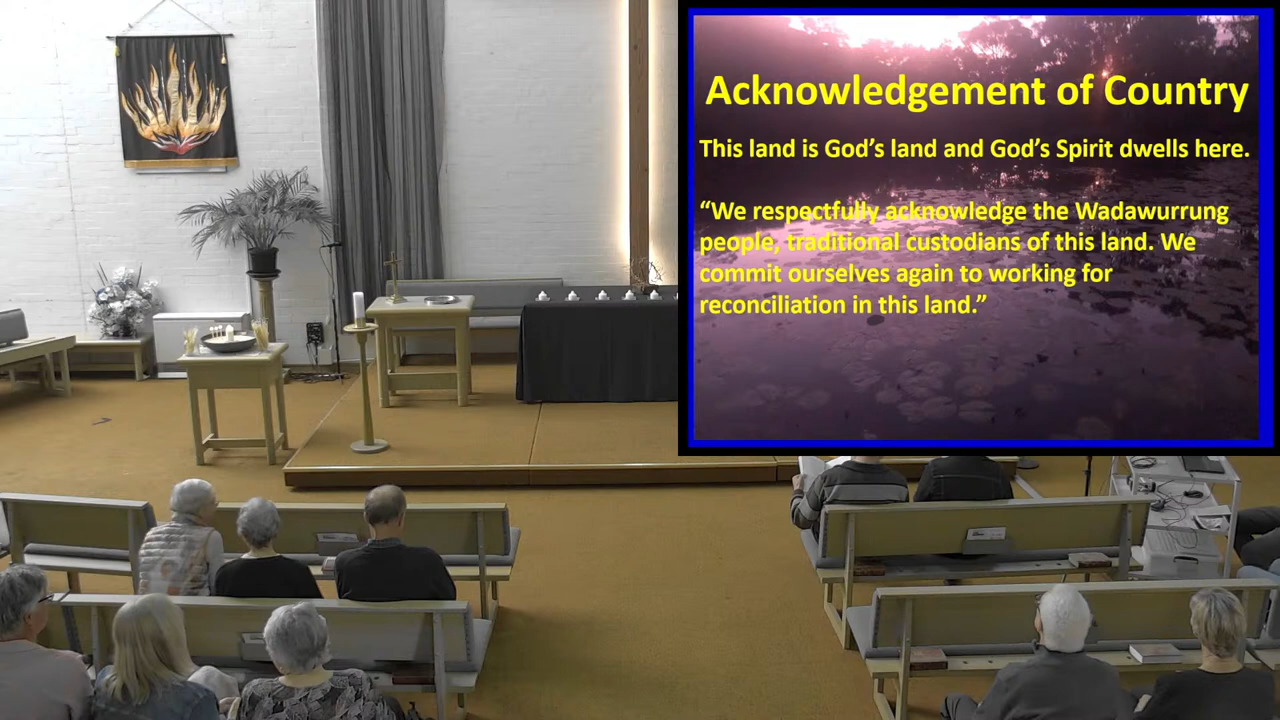 Acknowledgement of Country
This land is God’s land and God’s Spirit dwells here.
“We respectfully acknowledge the Wadawurrung
people, traditional custodians of this land. We
commit ourselves again to working for
reconciliation in this land.”